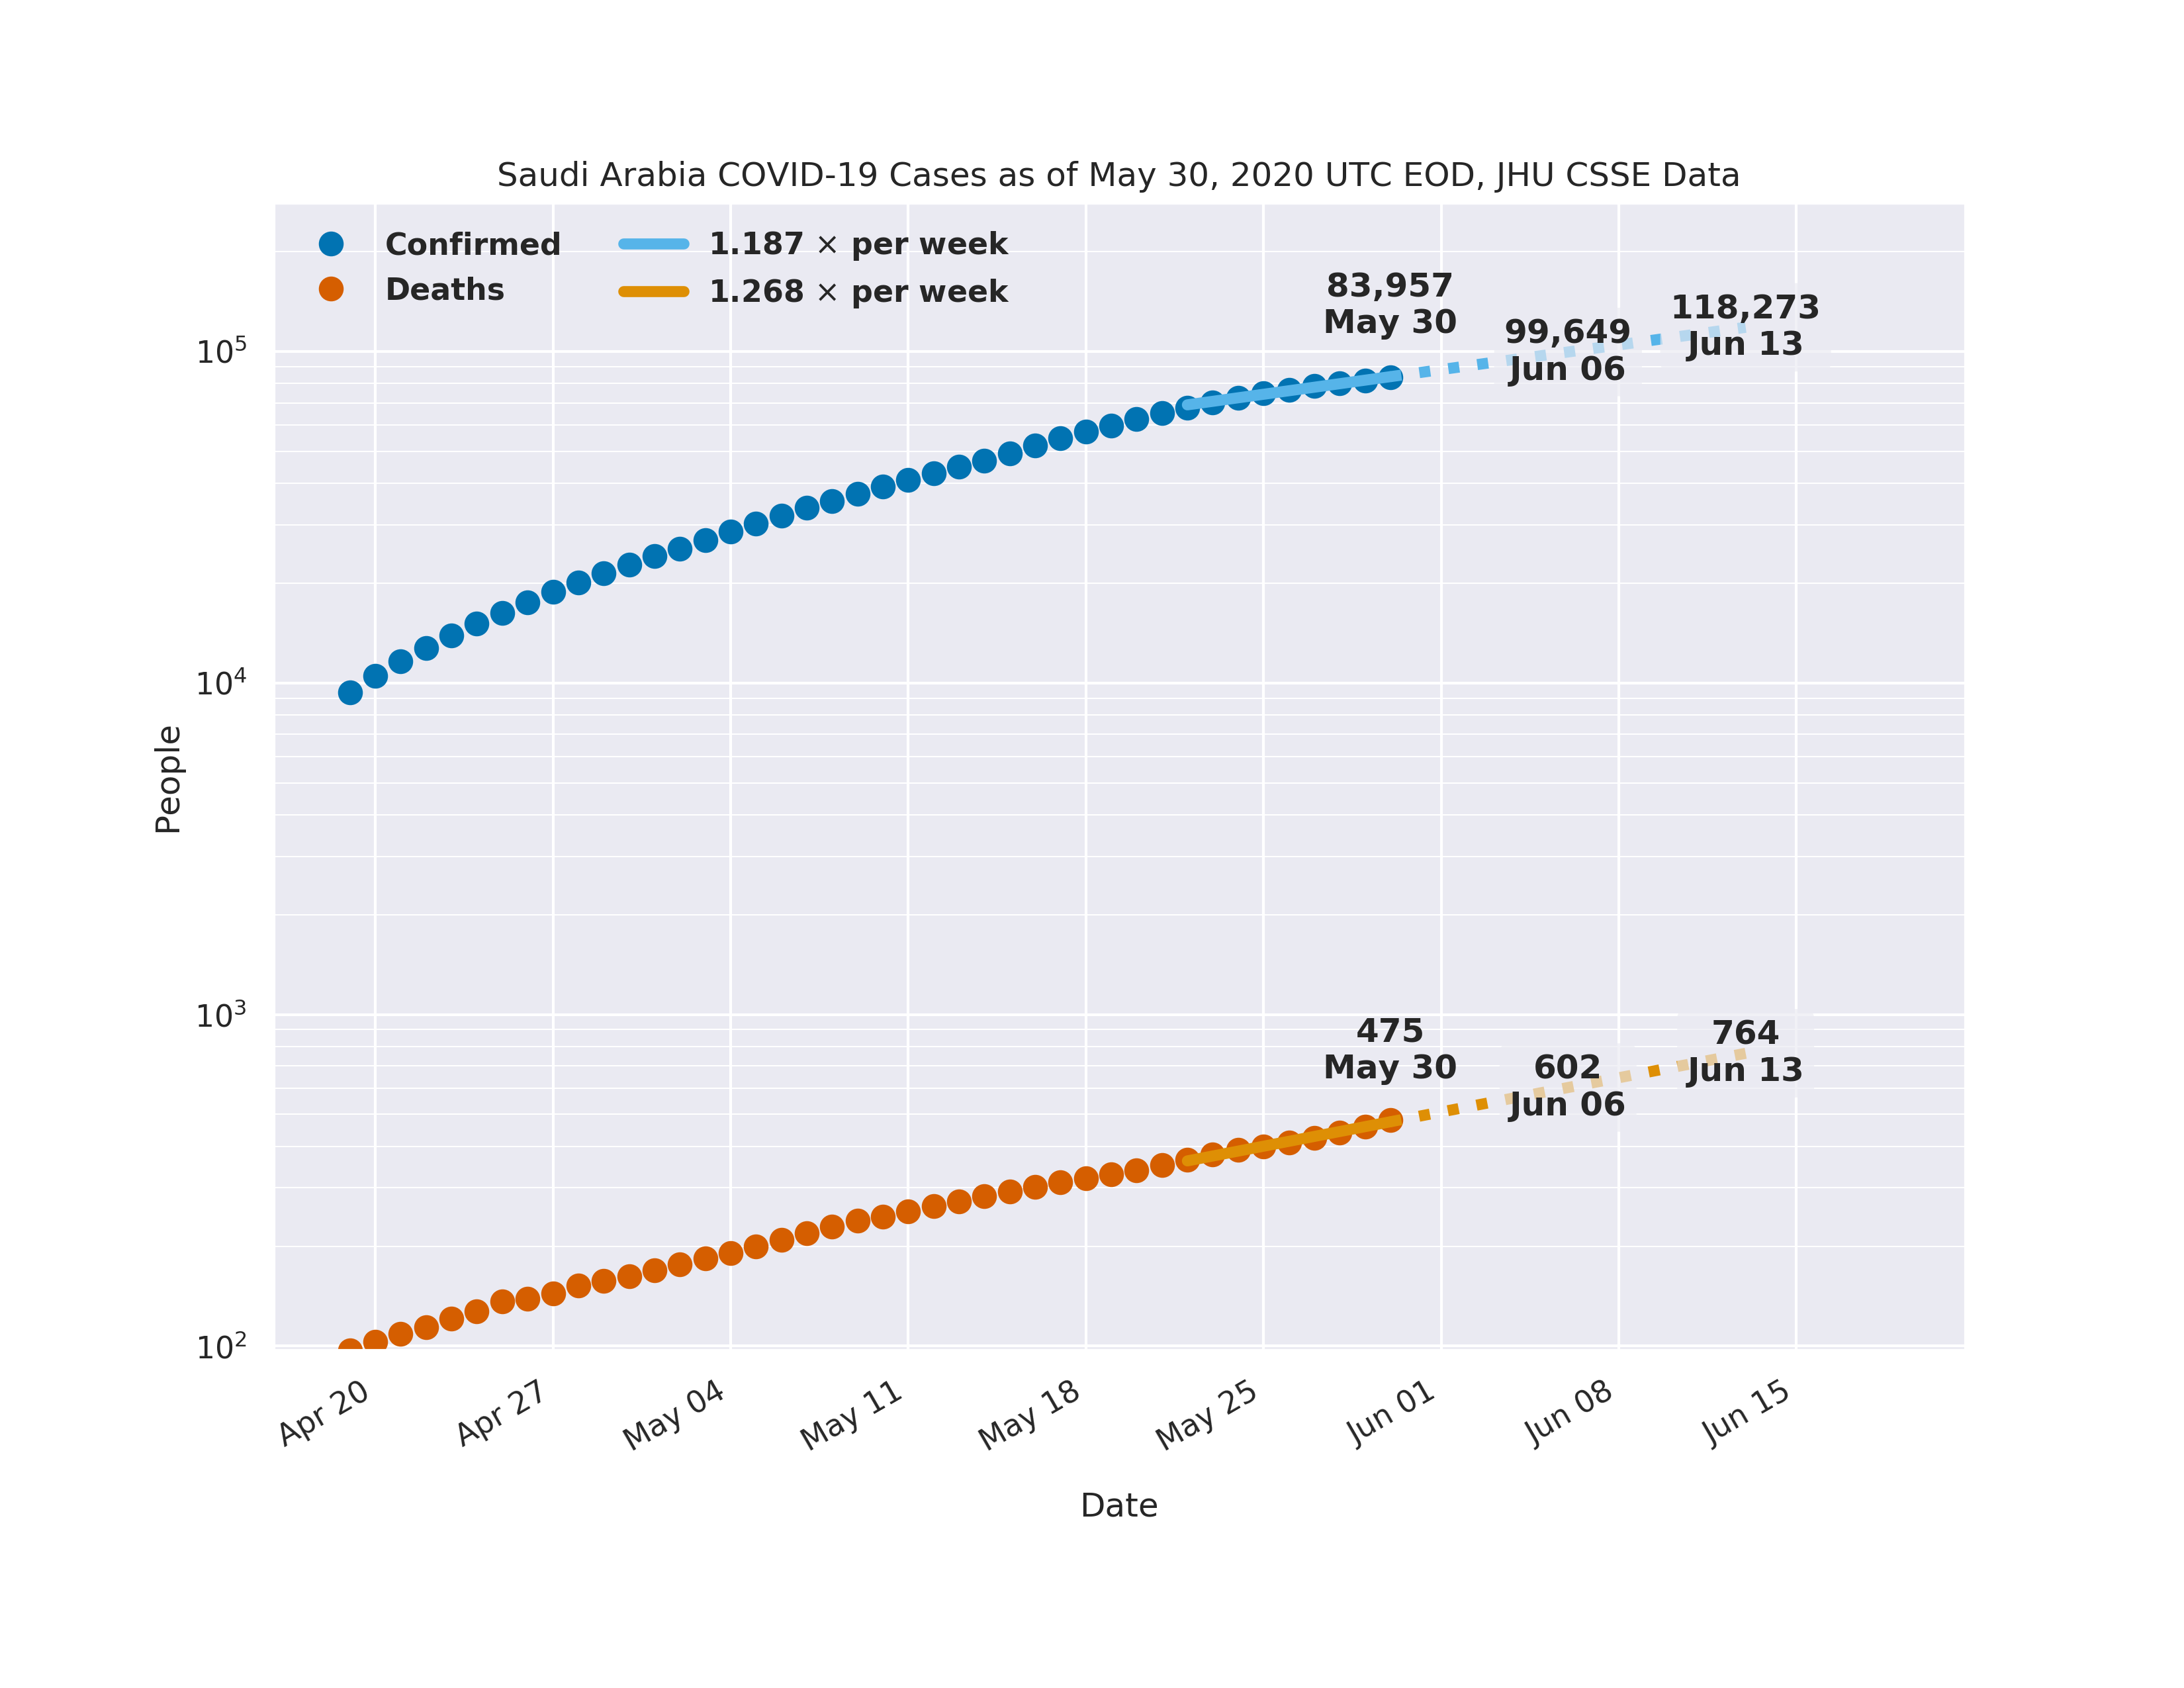 Saudi Arabia COVID-19 Cases as of May 30, 2020 UTC EOD, JHU CSSE Data
Confirmed
Deaths
1.187 × per week
1.268 × per week
83,957
May 30
99,649
Jun 06
118,273
Jun 13
475
May 30
602
Jun 06
764
Jun 13
10⁵
10⁴
10³
10²
People
Apr 20
Apr 27
May 04
May 11
May 18
May 25
Jun 01
Jun 08
Jun 15
Date